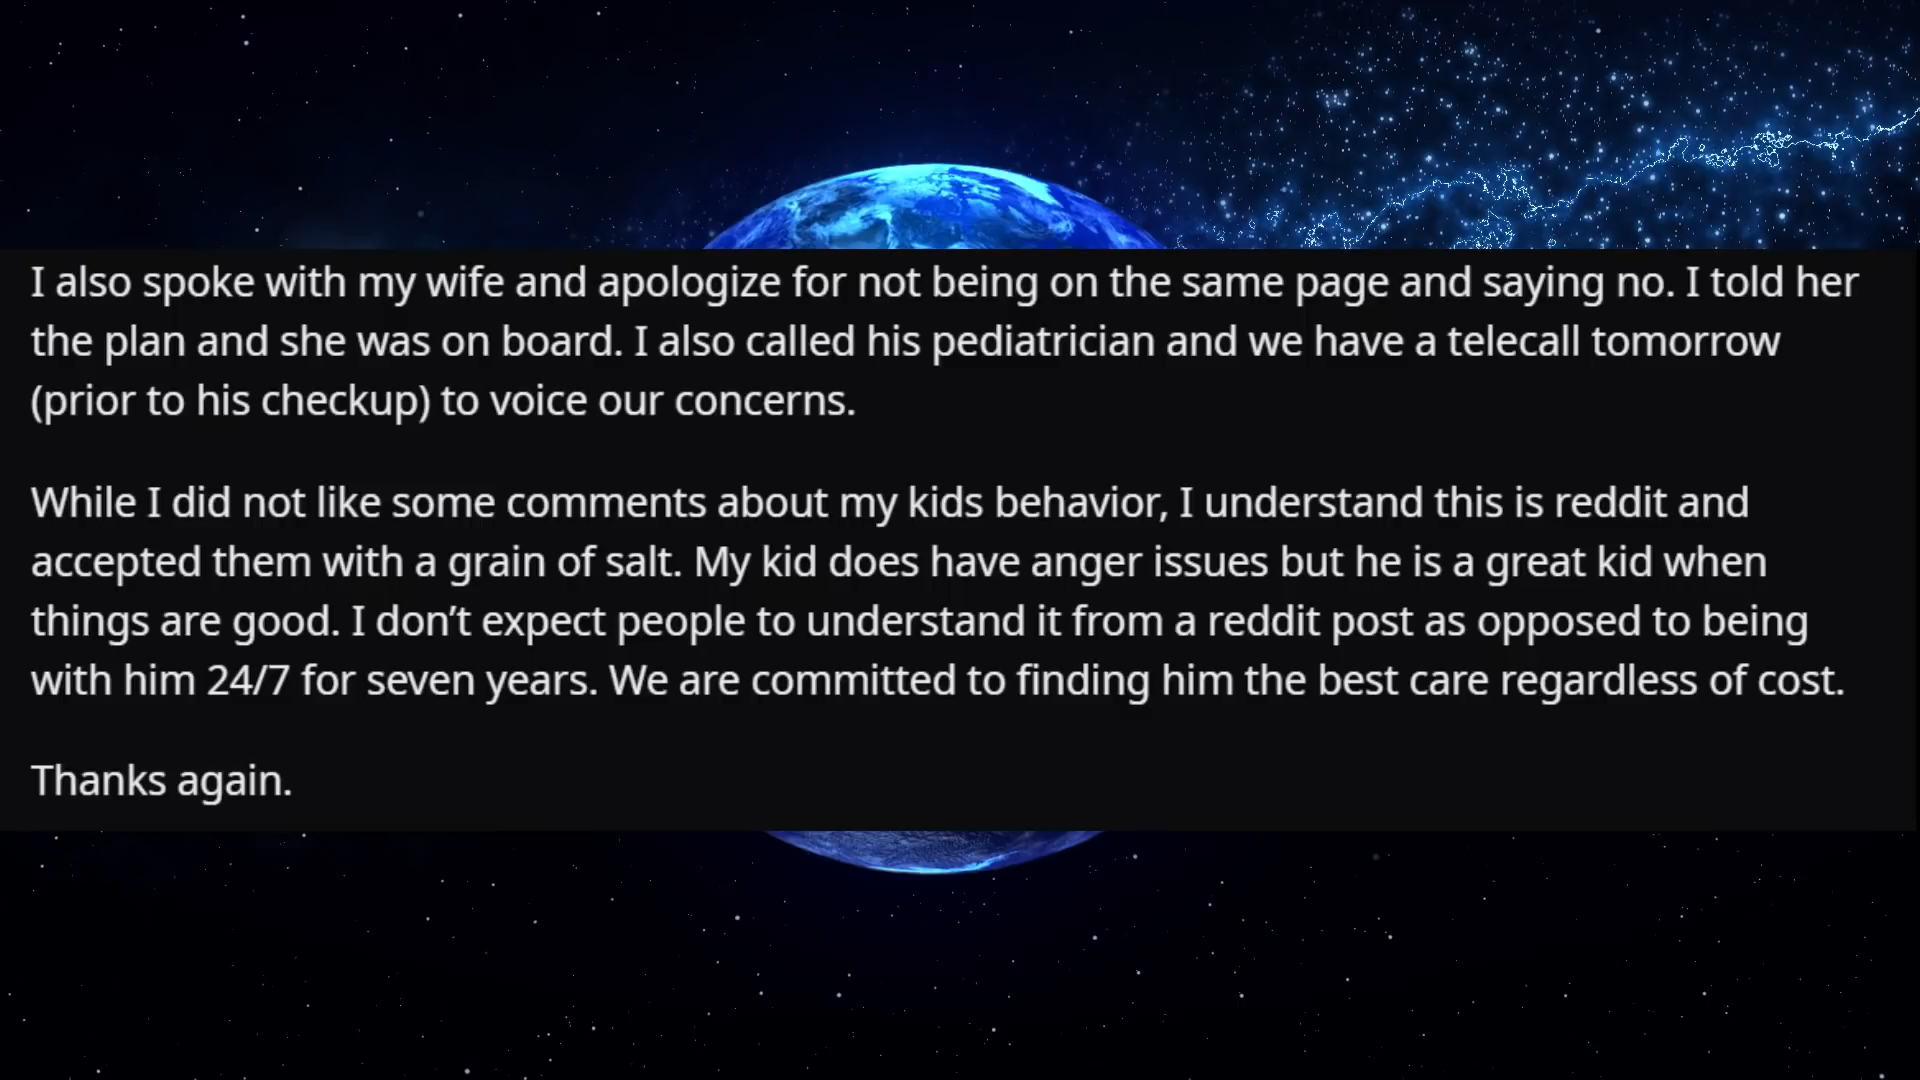 I also spoke with my wife and apologize for not being on the same page and saying no. I told her
the plan and she was on board. I also called his pediatrician and we have a telecall tomorrow
(prior to his checkup) to voice our concerns.
While I did not like some comments about my kids behavior, I understand this is reddit and
accepted them with a grain of salt. My kid does have anger issues but he is a great kid when
things are good. I don’t expect people to understand it from a reddit post as opposed to being
with him 24/7 for seven years. We are committed to finding him the best care regardless of cost.
Thanks again.